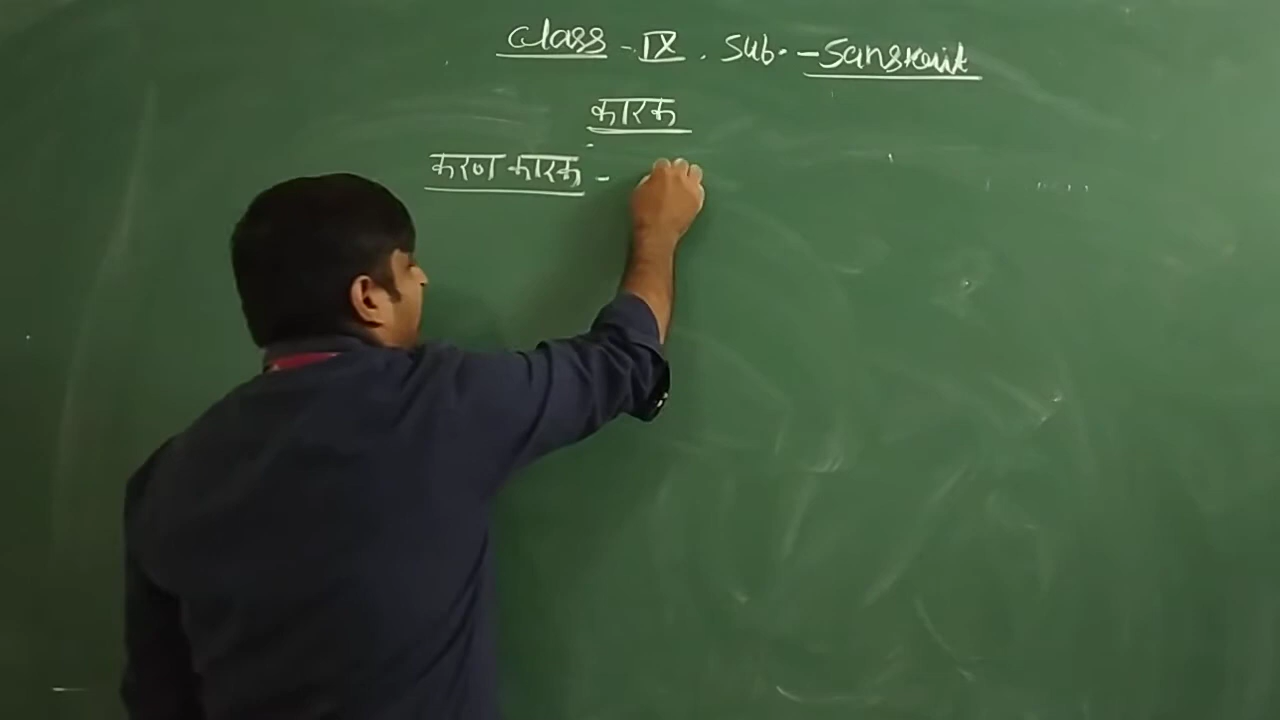 Class - IX . Sub. - Sanskrit
कारक
करण कारक -